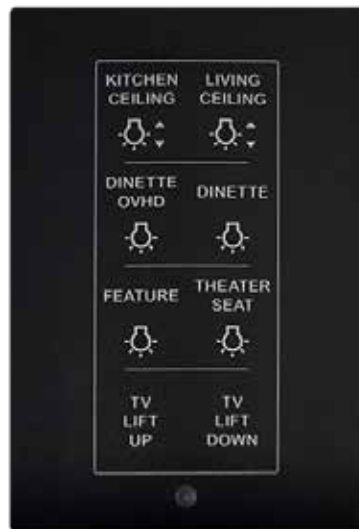 KITCHEN CEILING
LIVING CEILING
DINETTE OVHD
DINETTE
FEATURE
THEATER SEAT
TV LIFT UP
TV LIFT DOWN